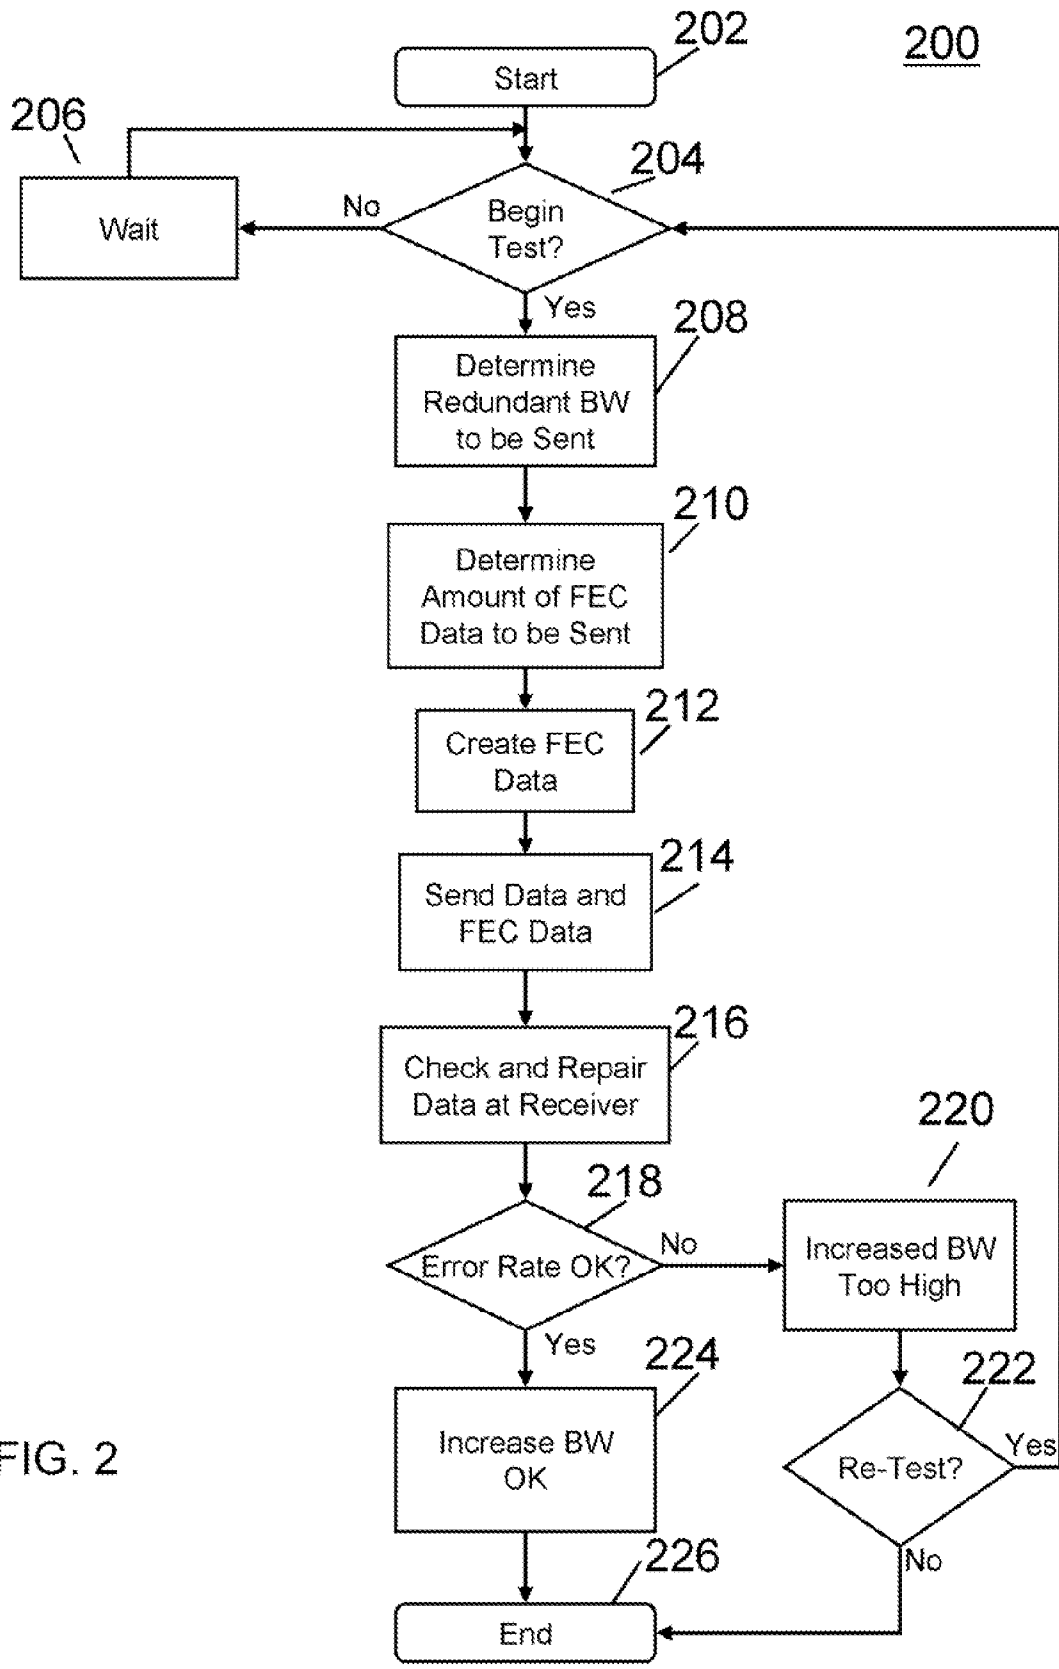 200
202
Start
206
204
Wait
No
Begin
Test?
Yes
208
Determine
Redundant BW
to be Sent
210
Determine
Amount of FEC
Data to be Sent
212
Create FEC
Data
214
Send Data and
FEC Data
216
Check and Repair
Data at Receiver
218
Error Rate OK?
No
220
Increased BW
Too High
Yes
224
Increase BW
OK
222
Re-Test?
Yes
No
FIG. 2
226
End